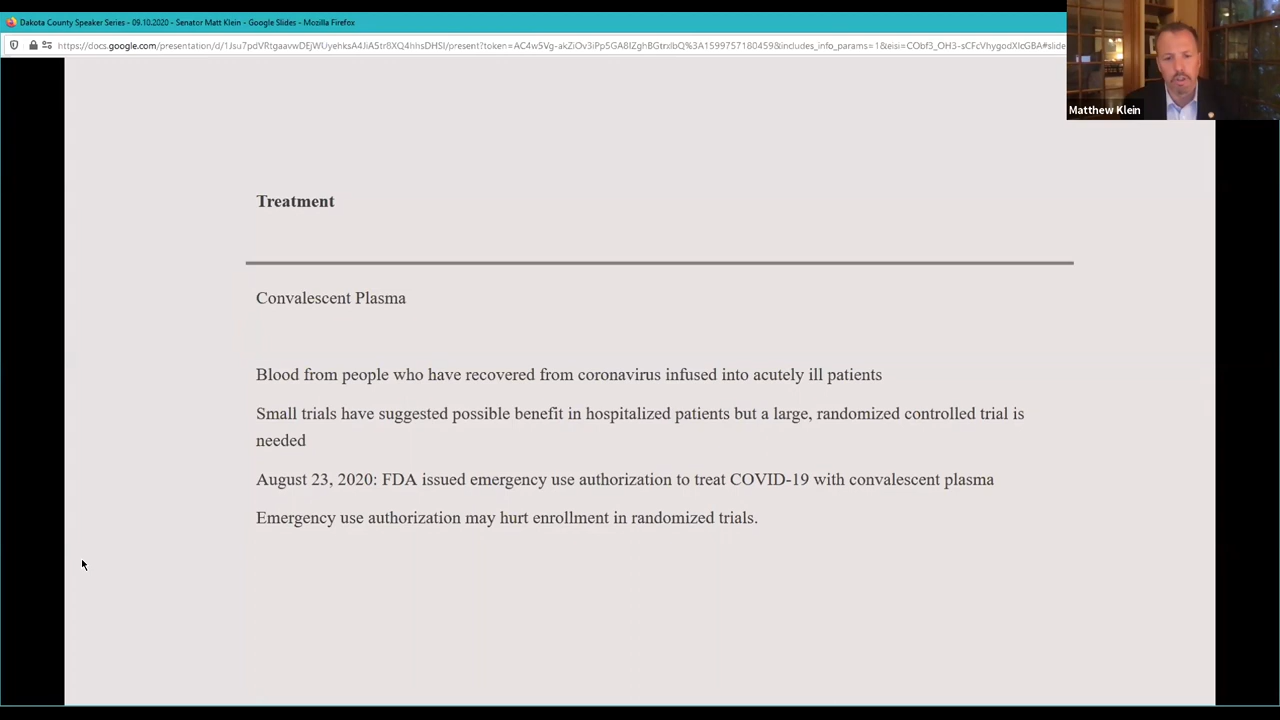 Dakota County Speaker Series - 09.10.2020 - Senator Matt Klein - Google Slides - Mozilla Firefox
Matthew Klein
Treatment
Convalescent Plasma
Blood from people who have recovered from coronavirus infused into acutely ill patients
Small trials have suggested possible benefit in hospitalized patients but a large, randomized controlled trial is
needed
August 23, 2020: FDA issued emergency use authorization to treat COVID-19 with convalescent plasma
Emergency use authorization may hurt enrollment in randomized trials.